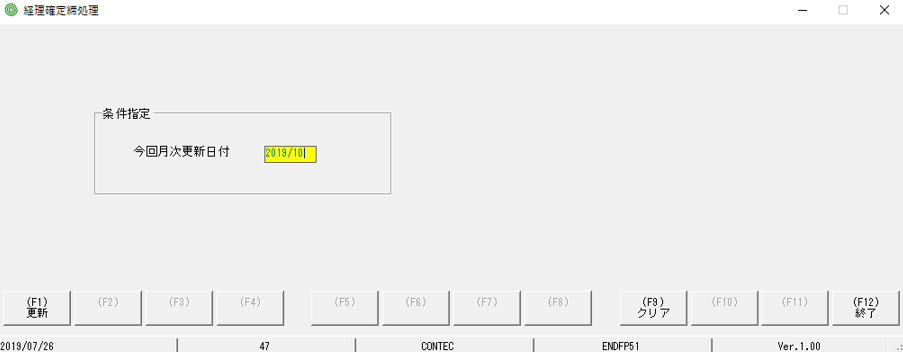 経理確定締処理
条件指定
今回月次更新日付 2019/10
(F1) (F2) (F3) (F4) (F5) (F6) (F7) (F8) (F9) (F10) (F11) (F12)
更新 クリア 終了
2019/07/26 47 CONTEC ENDFP51 Ver.1.00